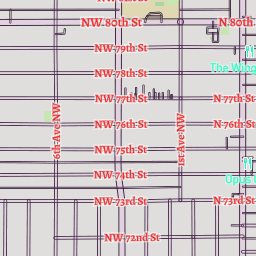 NW 80th St
N 80th
NW 79th St
The Wing
NW 78th St
NW 77th St
N 77th St
NW 76th St
N 76th St
6th Ave NW
1st Ave NW
NW 75th St
NW 74th St
NW 73rd St
N 73rd St
NW 72nd St